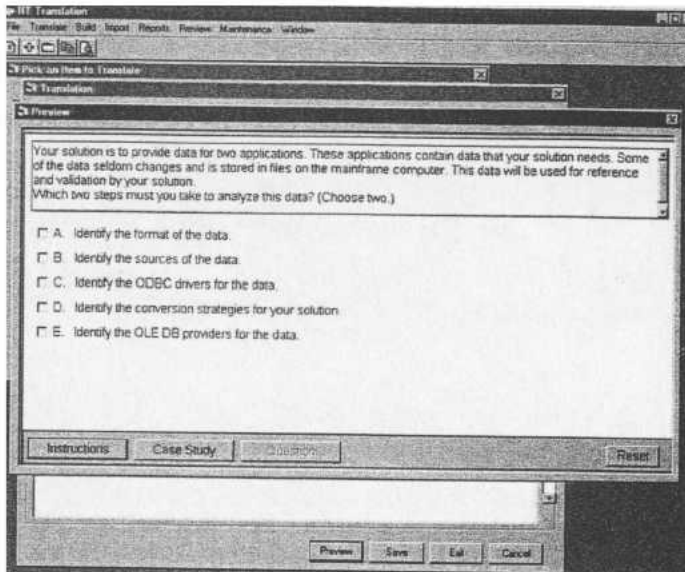 NT Translation
File Translate Build Import Reports Review Maintenance Window
Pick an Item to Translate
Translation
Preview
Your solution is to provide data for two applications. These applications contain data that your solution needs. Some
of the data seldom changes and is stored in files on the mainframe computer. This data will be used for reference
and validation by your solution.
Which two steps must you take to analyze this data? (Choose two.)
A. Identify the format of the data.
B. Identify the sources of the data.
C. Identify the ODBC drivers for the data.
D. Identify the conversion strategies for your solution
E. Identify the OLE DB providers for the data.
Instructions Case Study Question Reset
Preview Save Exit Cancel